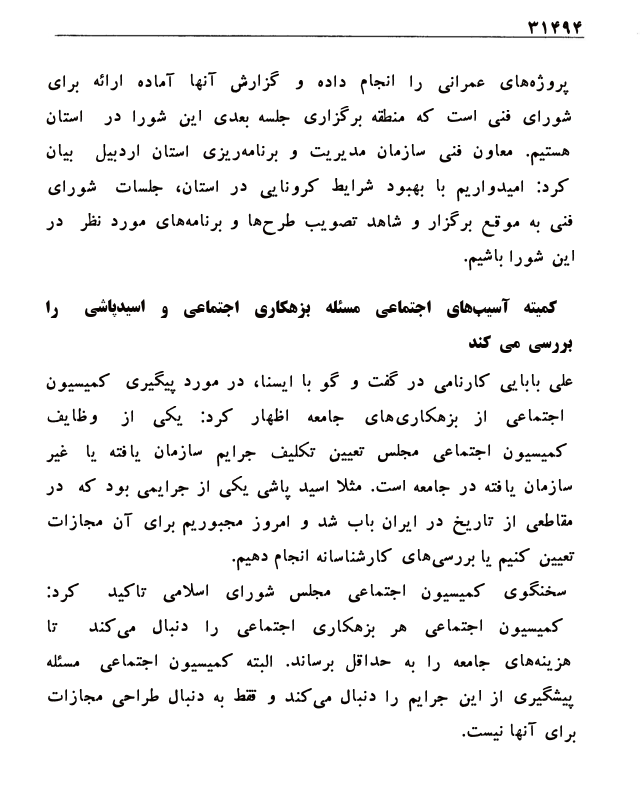 ۳۱۴۹۴
پروژه‌های عمرانی را انجام داده و گزارش آنها آماده ارائه برای
شورای فنی است که منطقه برگزاری جلسه بعدی این شورا در استان
هستیم. معاون فنی سازمان مدیریت و برنامه‌ریزی استان اردبیل بیان
کرد: امیدواریم با بهبود شرایط کرونایی در استان، جلسات شورای
فنی به موقع برگزار و شاهد تصویب طرح‌ها و برنامه‌های مورد نظر در
این شورا باشیم.
کمیته آسیب‌های اجتماعی مسئله بزهکاری اجتماعی و اسیدپاشی را
بررسی می کند
علی بابایی کارنامی در گفت و گو با ایسنا، در مورد پیگیری کمیسیون
اجتماعی از بزهکاری‌های جامعه اظهار کرد: یکی از وظایف
کمیسیون اجتماعی مجلس تعیین تکلیف جرایم سازمان یافته یا غیر
سازمان یافته در جامعه است. مثلا اسید پاشی یکی از جرایمی بود که در
مقاطعی از تاریخ در ایران باب شد و امروز مجبوریم برای آن مجازات
تعیین کنیم یا بررسی‌های کارشناسانه انجام دهیم.
سخنگوی کمیسیون اجتماعی مجلس شورای اسلامی تاکید کرد:
کمیسیون اجتماعی هر بزهکاری اجتماعی را دنبال می‌کند تا
هزینه‌های جامعه را به حداقل برساند. البته کمیسیون اجتماعی مسئله
پیشگیری از این جرایم را دنبال می‌کند و فقط به دنبال طراحی مجازات
برای آنها نیست.